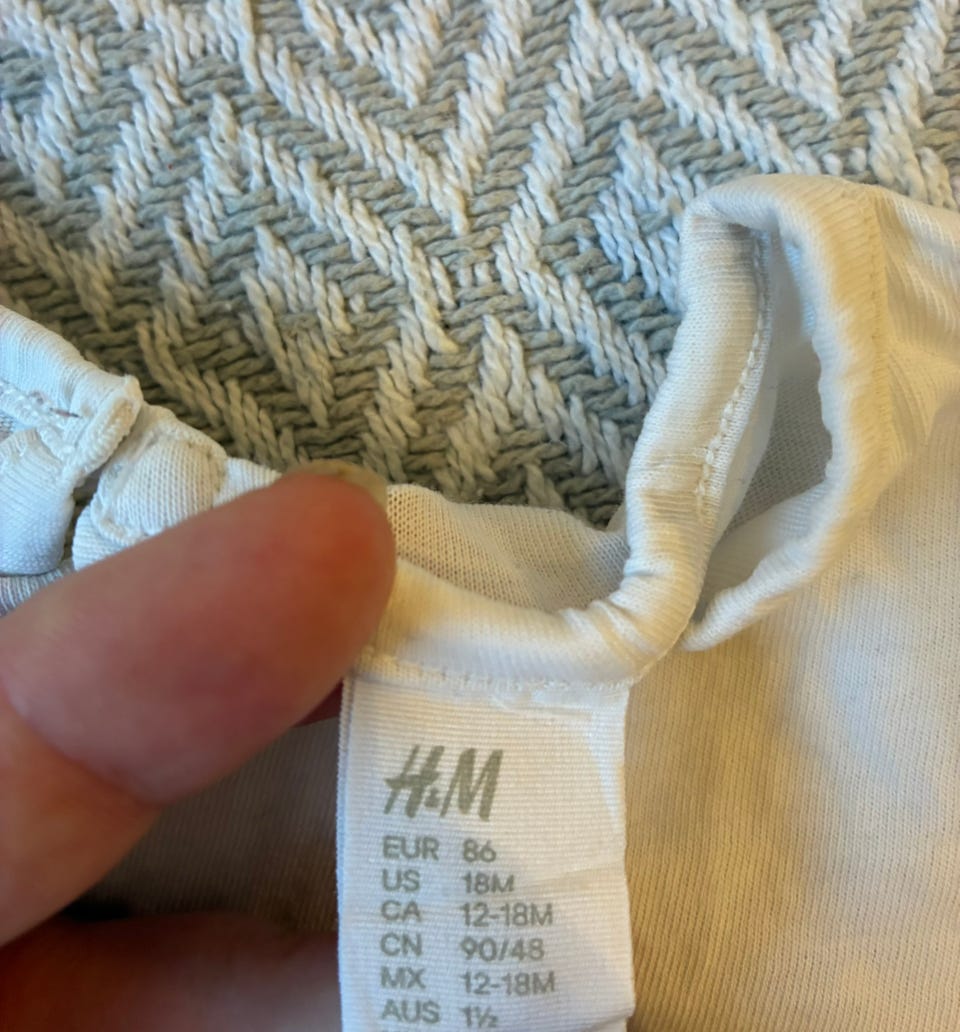 H&M
EUR 86
US 18M
CA 12-18M
CN 90/48
MX 12-18M
AUS 1½